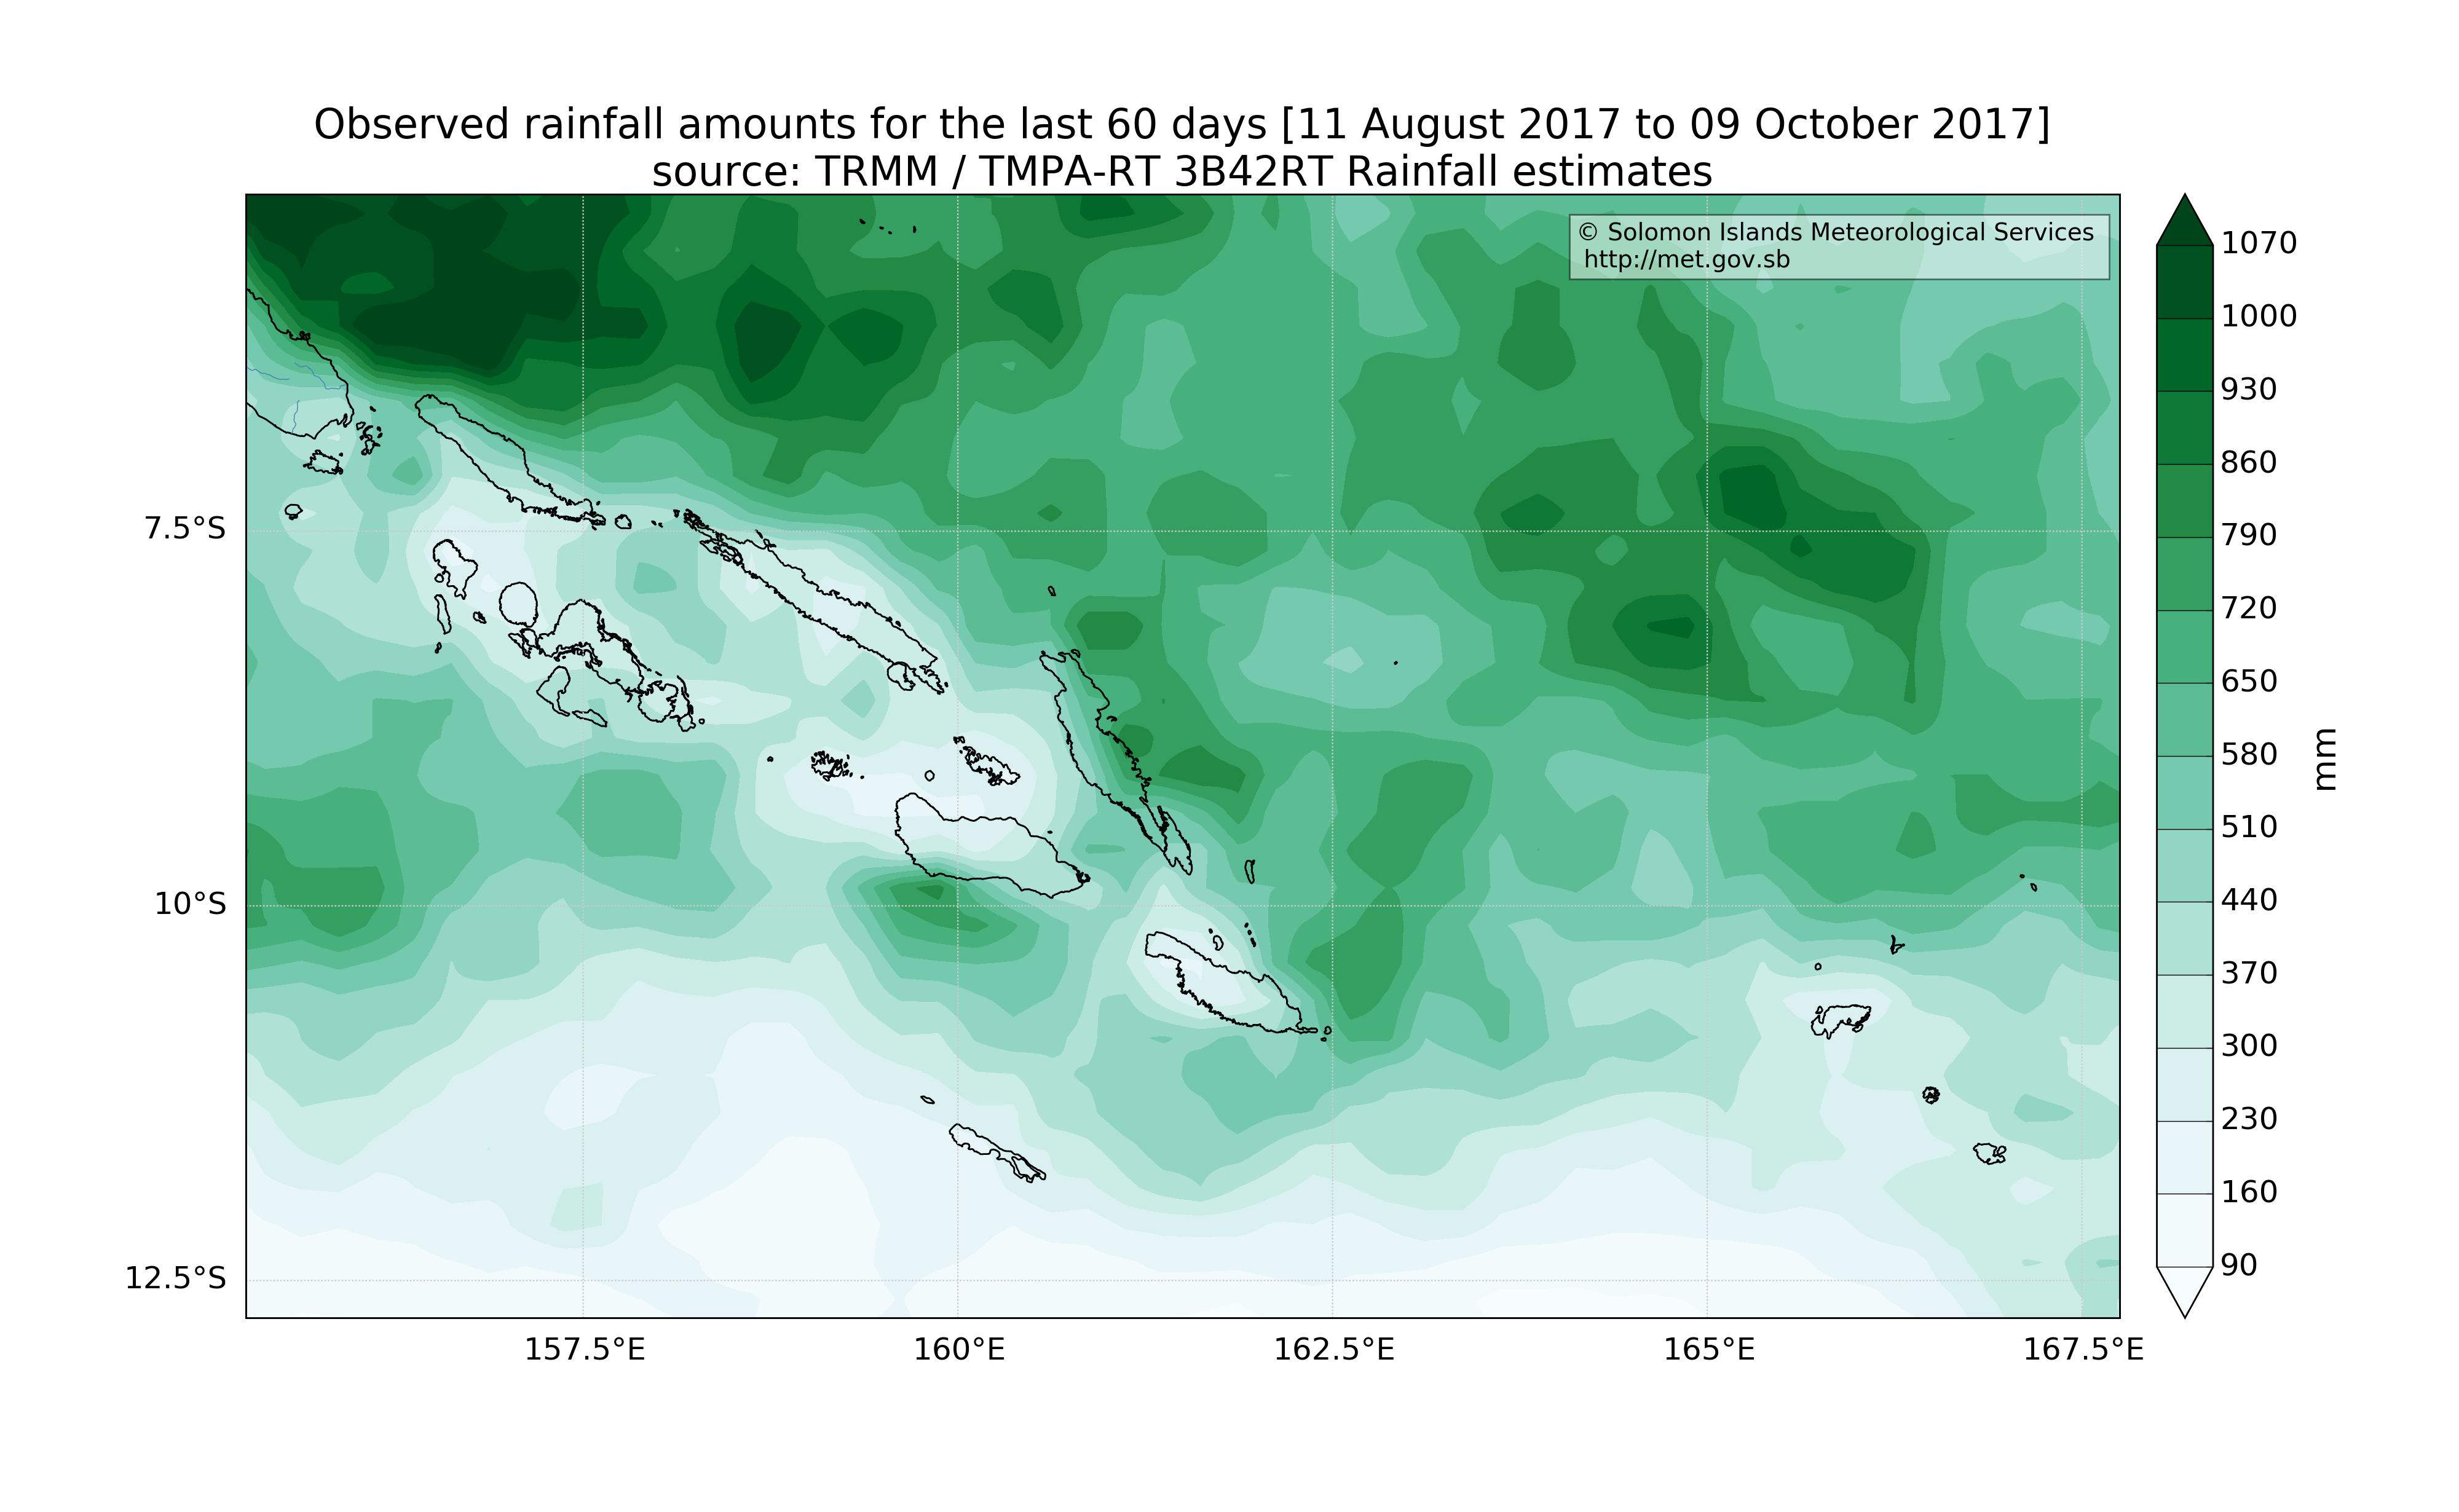 Observed rainfall amounts for the last 60 days [11 August 2017 to 09 October 2017]
source: TRMM / TMPA-RT 3B42RT Rainfall estimates
© Solomon Islands Meteorological Services
http://met.gov.sb
7.5°S
10°S
12.5°S
157.5°E
160°E
162.5°E
165°E
167.5°E
1070
1000
930
860
790
720
650
580
510
440
370
300
230
160
90
mm